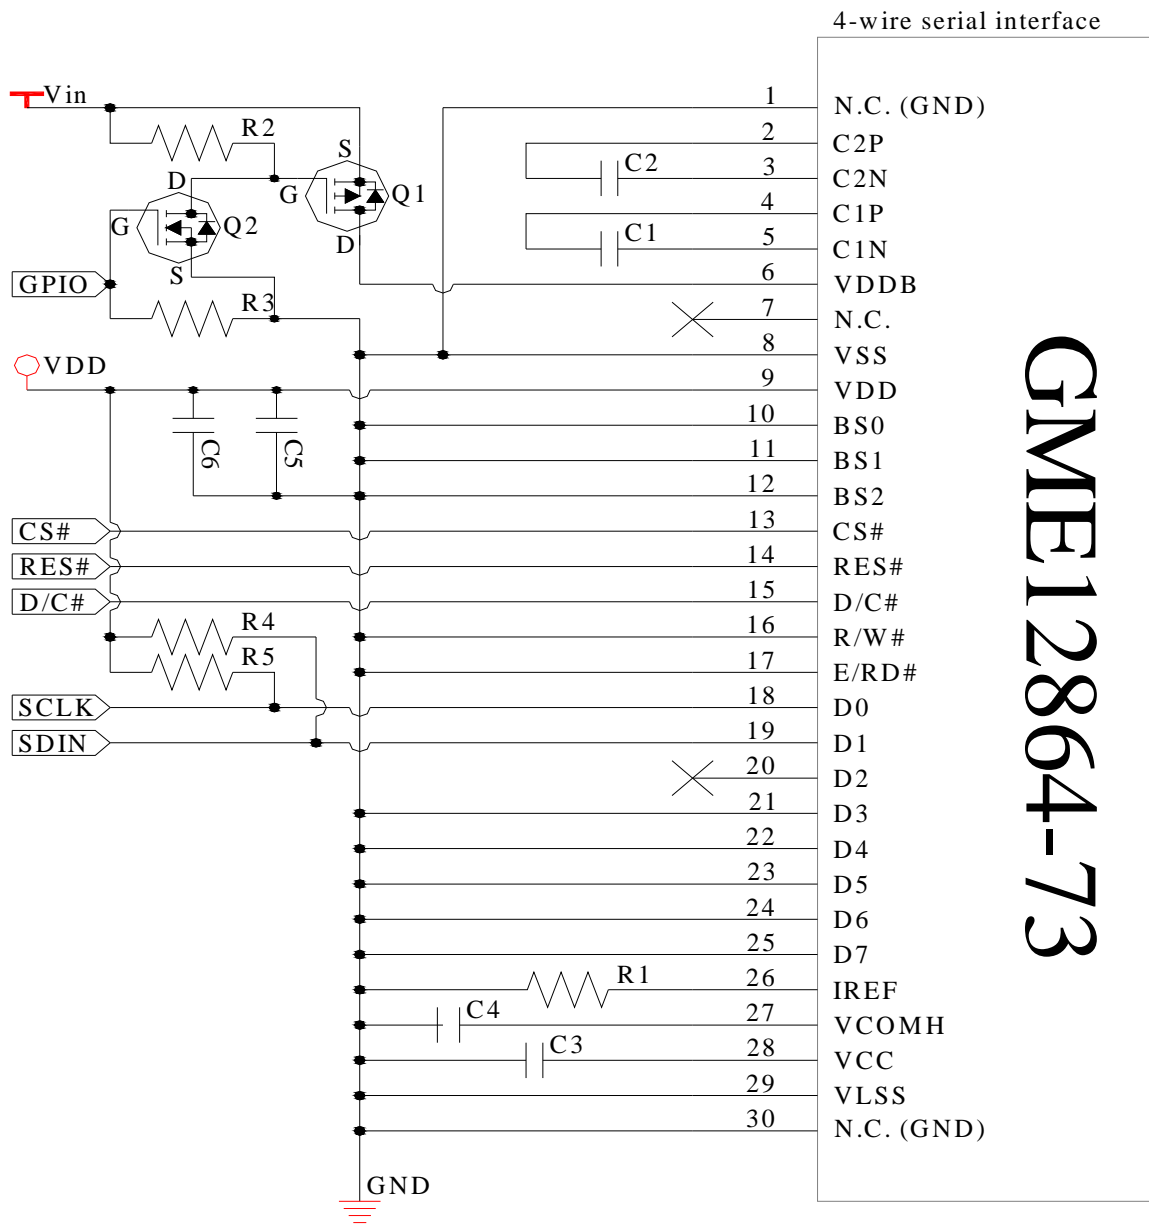 4-wire serial interface
Vin
R2
S
D
G
Q1
G
Q2
D
S
GPIO
R3
VDD
C6
C5
CS#
RES#
D/C#
R4
R5
SCLK
SDIN
C2
C1
R1
C4
C3
GND
1 N.C. (GND)
2 C2P
3 C2N
4 C1P
5 C1N
6 VDDB
7 N.C.
8 VSS
9 VDD
10 BS0
11 BS1
12 BS2
13 CS#
14 RES#
15 D/C#
16 R/W#
17 E/RD#
18 D0
19 D1
20 D2
21 D3
22 D4
23 D5
24 D6
25 D7
26 IREF
27 VCOMH
28 VCC
29 VLSS
30 N.C. (GND)
GME12864-73